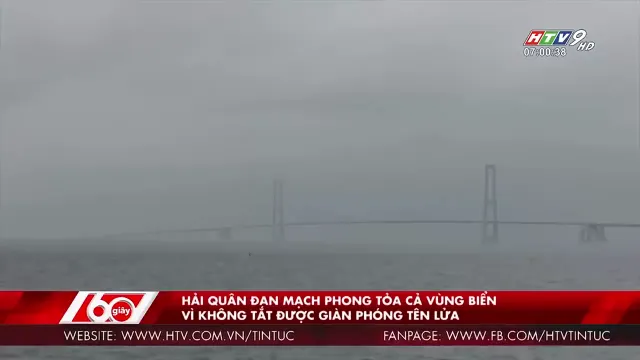 HTV9 HD
07:00:38
60 giây
HẢI QUÂN ĐAN MẠCH PHONG TỎA CẢ VÙNG BIỂN
VÌ KHÔNG TẮT ĐƯỢC GIÀN PHÓNG TÊN LỬA
WEBSITE: WWW.HTV.COM.VN/TINTUC
FANPAGE: WWW.FB.COM/HTVTINTUC